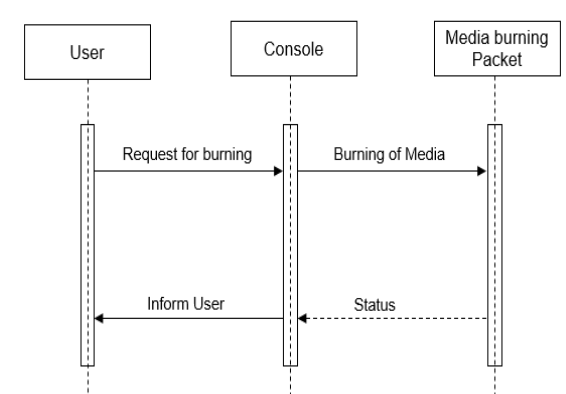 User
Console
Media burning
Packet
Request for burning
Burning of Media
Inform User
Status